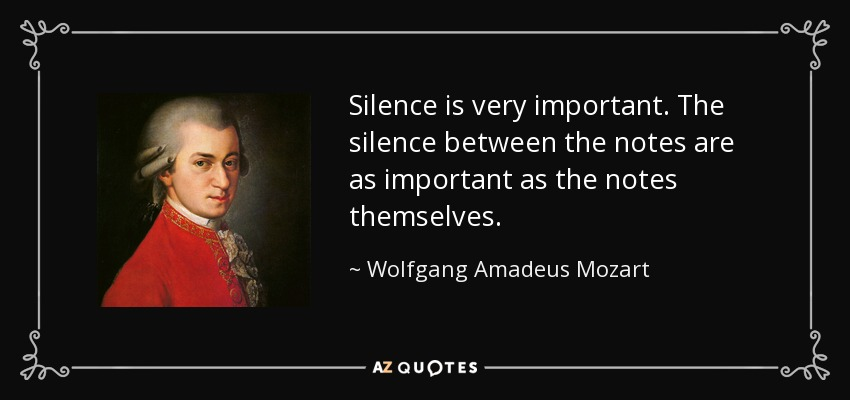 Silence is very important. The
silence between the notes are
as important as the notes
themselves.
~ Wolfgang Amadeus Mozart
AZ QUOTES